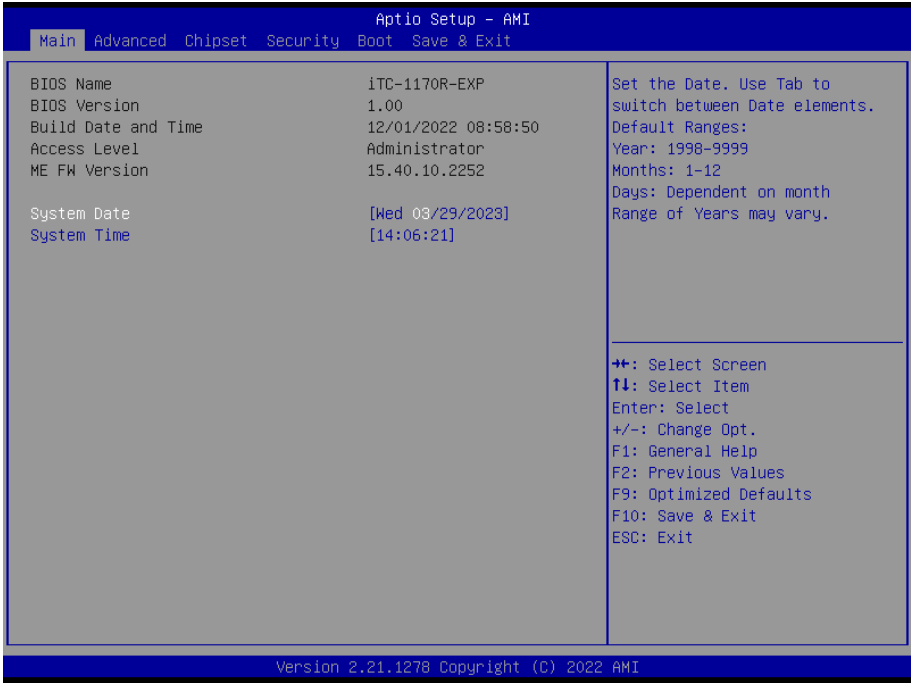 Aptio Setup – AMI
Main Advanced Chipset Security Boot Save & Exit
BIOS Name iTC-1170R-EXP
BIOS Version 1.00
Build Date and Time 12/01/2022 08:58:50
Access Level Administrator
ME FW Version 15.40.10.2252
System Date [Wed 03/29/2023]
System Time [14:06:21]
Set the Date. Use Tab to
switch between Date elements.
Default Ranges:
Year: 1998-9999
Months: 1-12
Days: Dependent on month
Range of Years may vary.
→←: Select Screen
↑↓: Select Item
Enter: Select
+/-: Change Opt.
F1: General Help
F2: Previous Values
F9: Optimized Defaults
F10: Save & Exit
ESC: Exit
Version 2.21.1278 Copyright (C) 2022 AMI